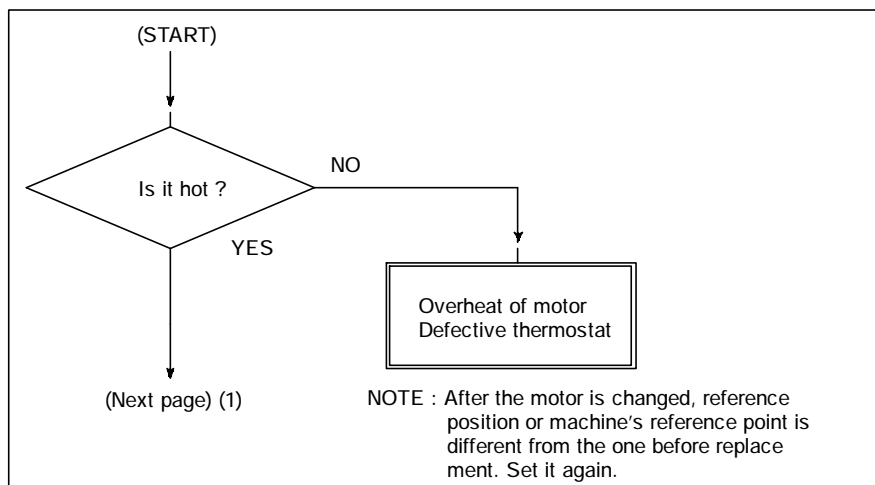 (START)
Is it hot ?
NO
YES
Overheat of motor
Defective thermostat
(Next page) (1)
NOTE : After the motor is changed, reference
position or machine's reference point is
different from the one before replace
ment. Set it again.